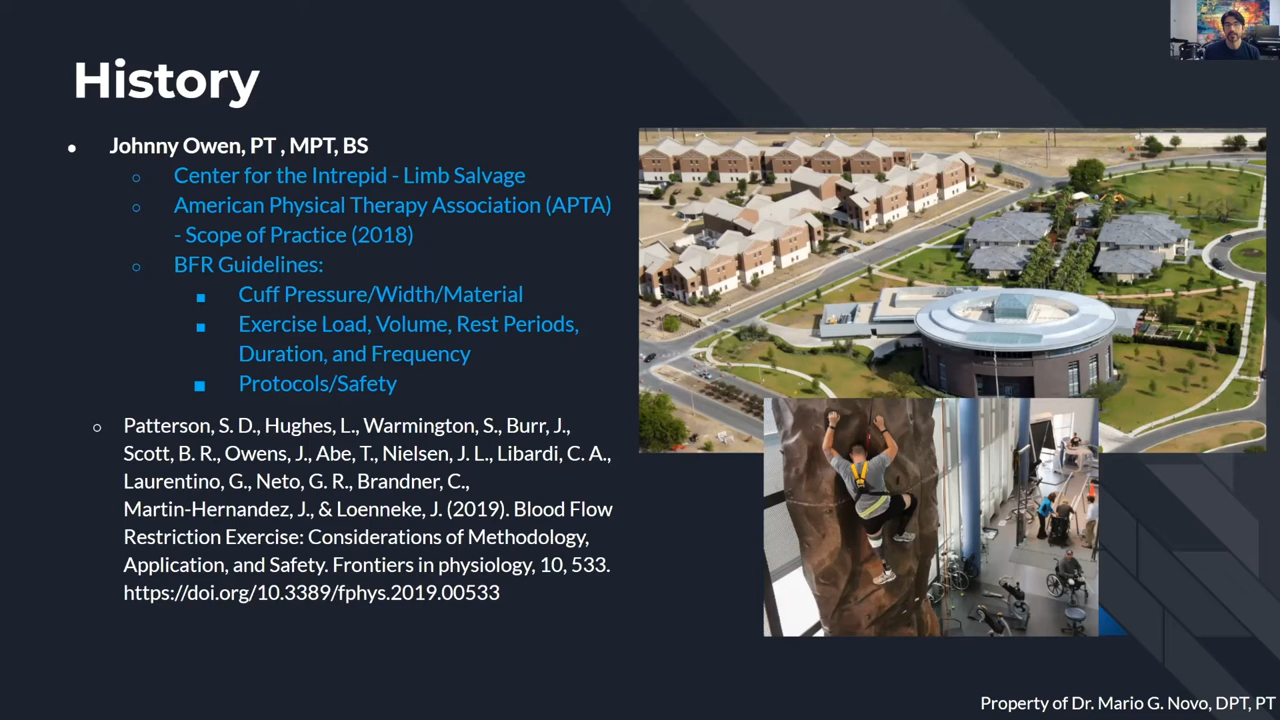 History
Johnny Owen, PT , MPT, BS
Center for the Intrepid - Limb Salvage
American Physical Therapy Association (APTA)
- Scope of Practice (2018)
BFR Guidelines:
Cuff Pressure/Width/Material
Exercise Load, Volume, Rest Periods,
Duration, and Frequency
Protocols/Safety
Patterson, S. D., Hughes, L., Warmington, S., Burr, J.,
Scott, B. R., Owens, J., Abe, T., Nielsen, J. L., Libardi, C. A.,
Laurentino, G., Neto, G. R., Brandner, C.,
Martin-Hernandez, J., & Loenneke, J. (2019). Blood Flow
Restriction Exercise: Considerations of Methodology,
Application, and Safety. Frontiers in physiology, 10, 533.
https://doi.org/10.3389/fphys.2019.00533
Property of Dr. Mario G. Novo, DPT, PT